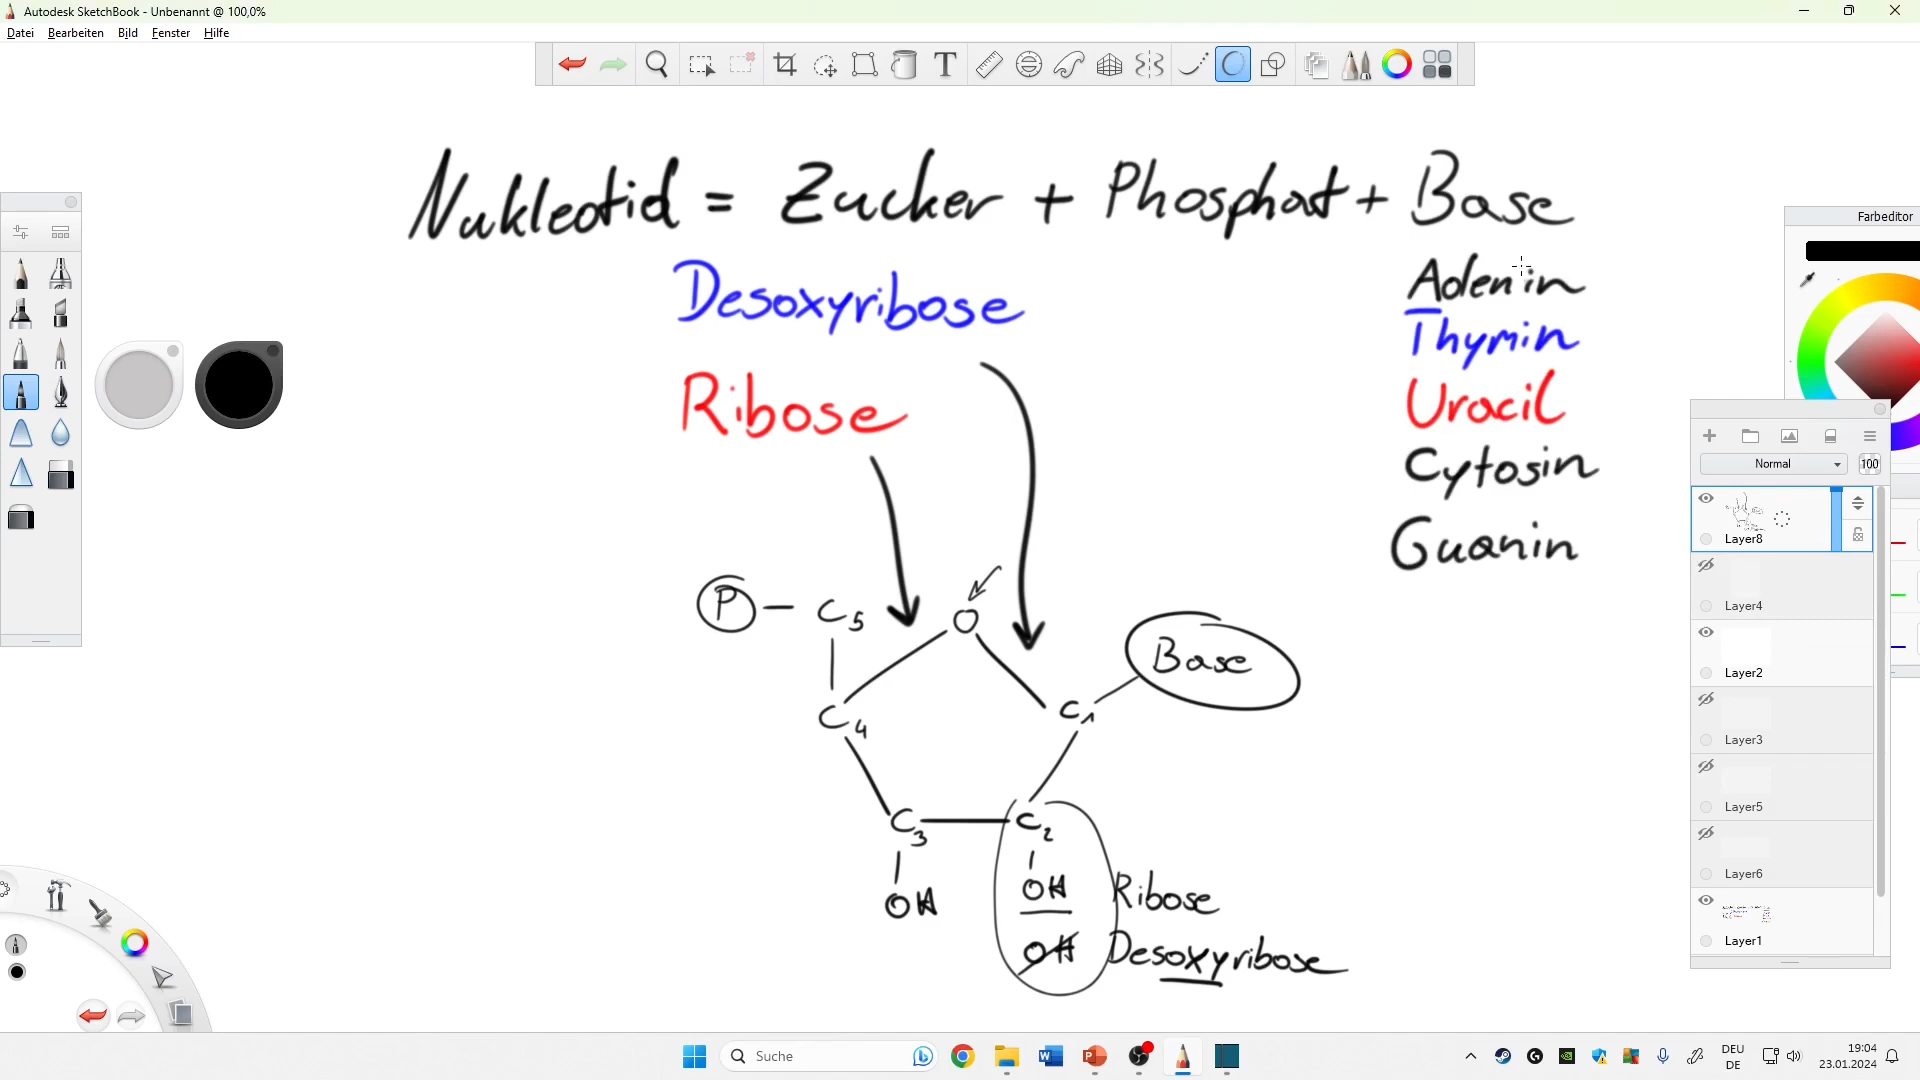 Autodesk SketchBook - Unbenannt @ 100,0%
Datei Bearbeiten Bild Fenster Hilfe
Nukleotid = Zucker + Phosphat + Base
Desoxyribose
Ribose
Adenin
Thymin
Uracil
Cytosin
Guanin
P – C5
O
Base
C4
C1
C3
C2
OH
OH Ribose
OH Desoxyribose
Farbeditor
Normal 100
Layer8
Layer4
Layer2
Layer3
Layer5
Layer6
Layer1
Suche
DEU
DE
19:04
23.01.2024